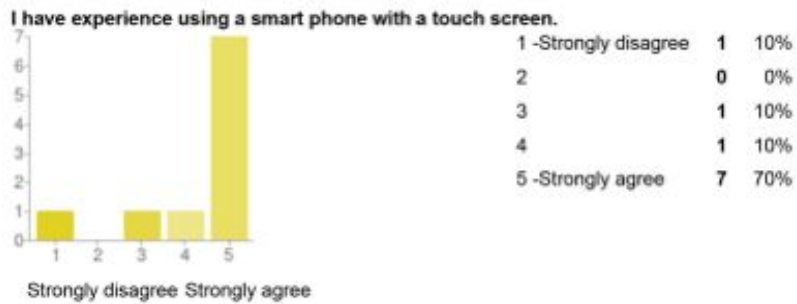 I have experience using a smart phone with a touch screen.
7
6
5
4
3
2
1
0
1 2 3 4 5
Strongly disagree Strongly agree
1 -Strongly disagree 1 10%
2 0 0%
3 1 10%
4 1 10%
5 -Strongly agree 7 70%